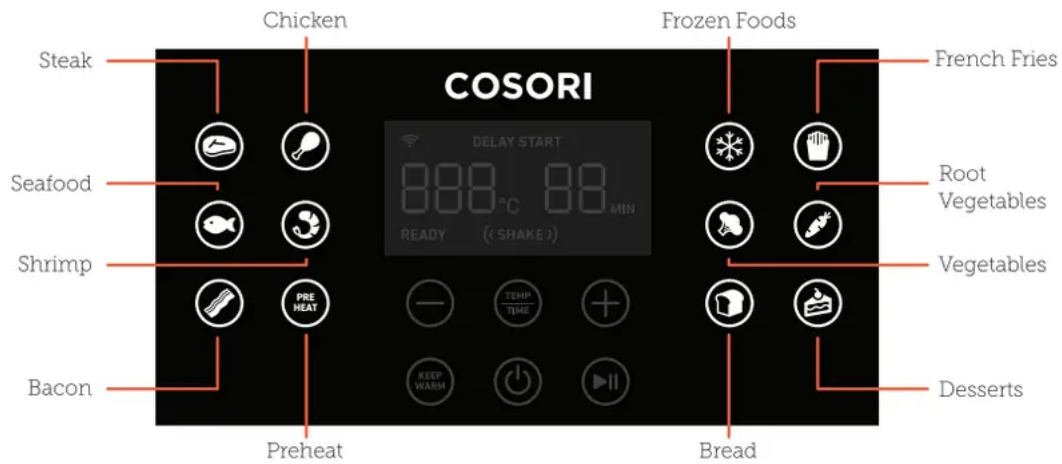 Chicken
Frozen Foods
Steak
French Fries
COSORI
DELAY START
888 °C 88 MIN
READY ((SHAKE))
Seafood
Root
Vegetables
Shrimp
Vegetables
PRE
HEAT
TEMP
TIME
KEEP
WARM
Bacon
Desserts
Preheat
Bread